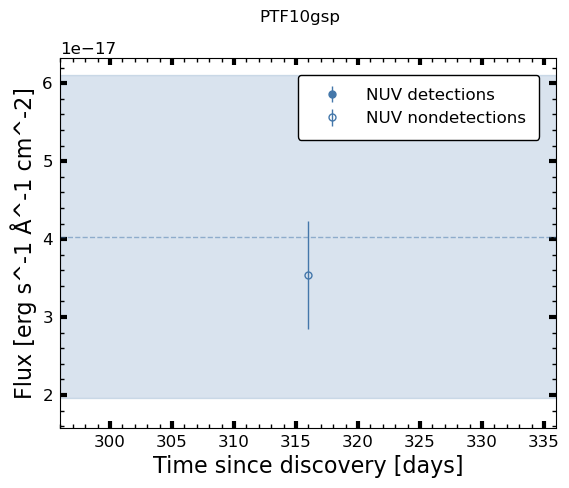 PTF10gsp
1e−17
6
5
4
3
2
Flux [erg s^-1 Å^-1 cm^-2]
NUV detections
NUV nondetections
300 305 310 315 320 325 330 335
Time since discovery [days]